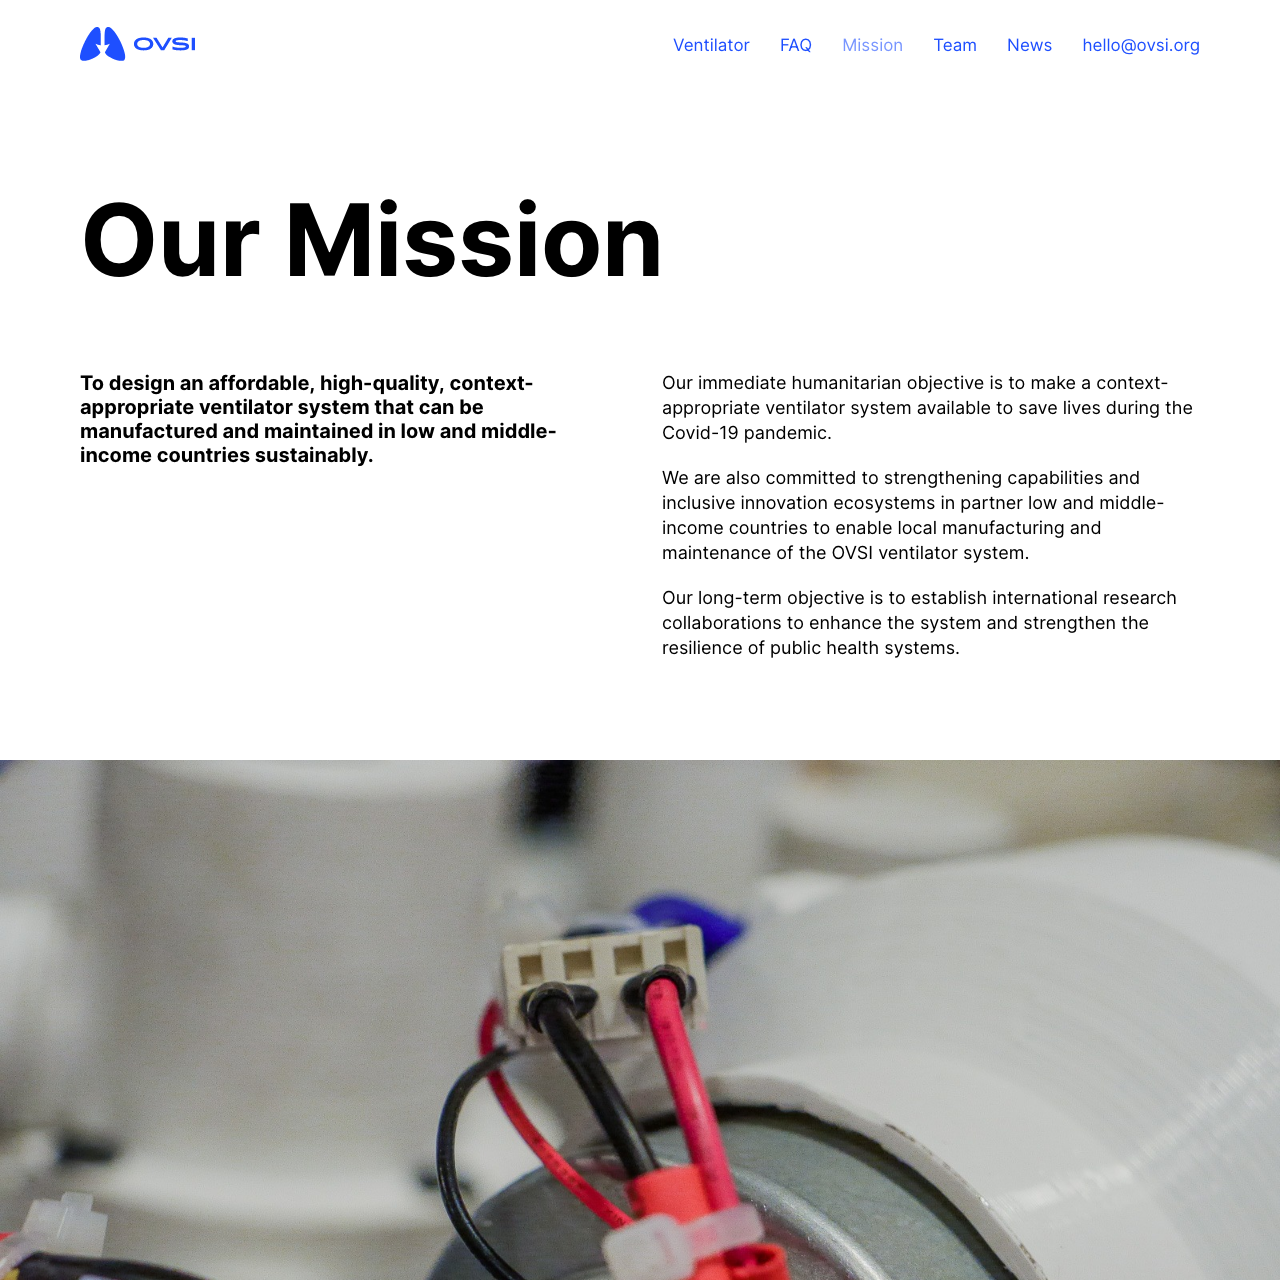 OVSI
Ventilator FAQ Mission Team News hello@ovsi.org
Our Mission
To design an affordable, high-quality, context-
appropriate ventilator system that can be
manufactured and maintained in low and middle-
income countries sustainably.
Our immediate humanitarian objective is to make a context-
appropriate ventilator system available to save lives during the
Covid-19 pandemic.
We are also committed to strengthening capabilities and
inclusive innovation ecosystems in partner low and middle-
income countries to enable local manufacturing and
maintenance of the OVSI ventilator system.
Our long-term objective is to establish international research
collaborations to enhance the system and strengthen the
resilience of public health systems.